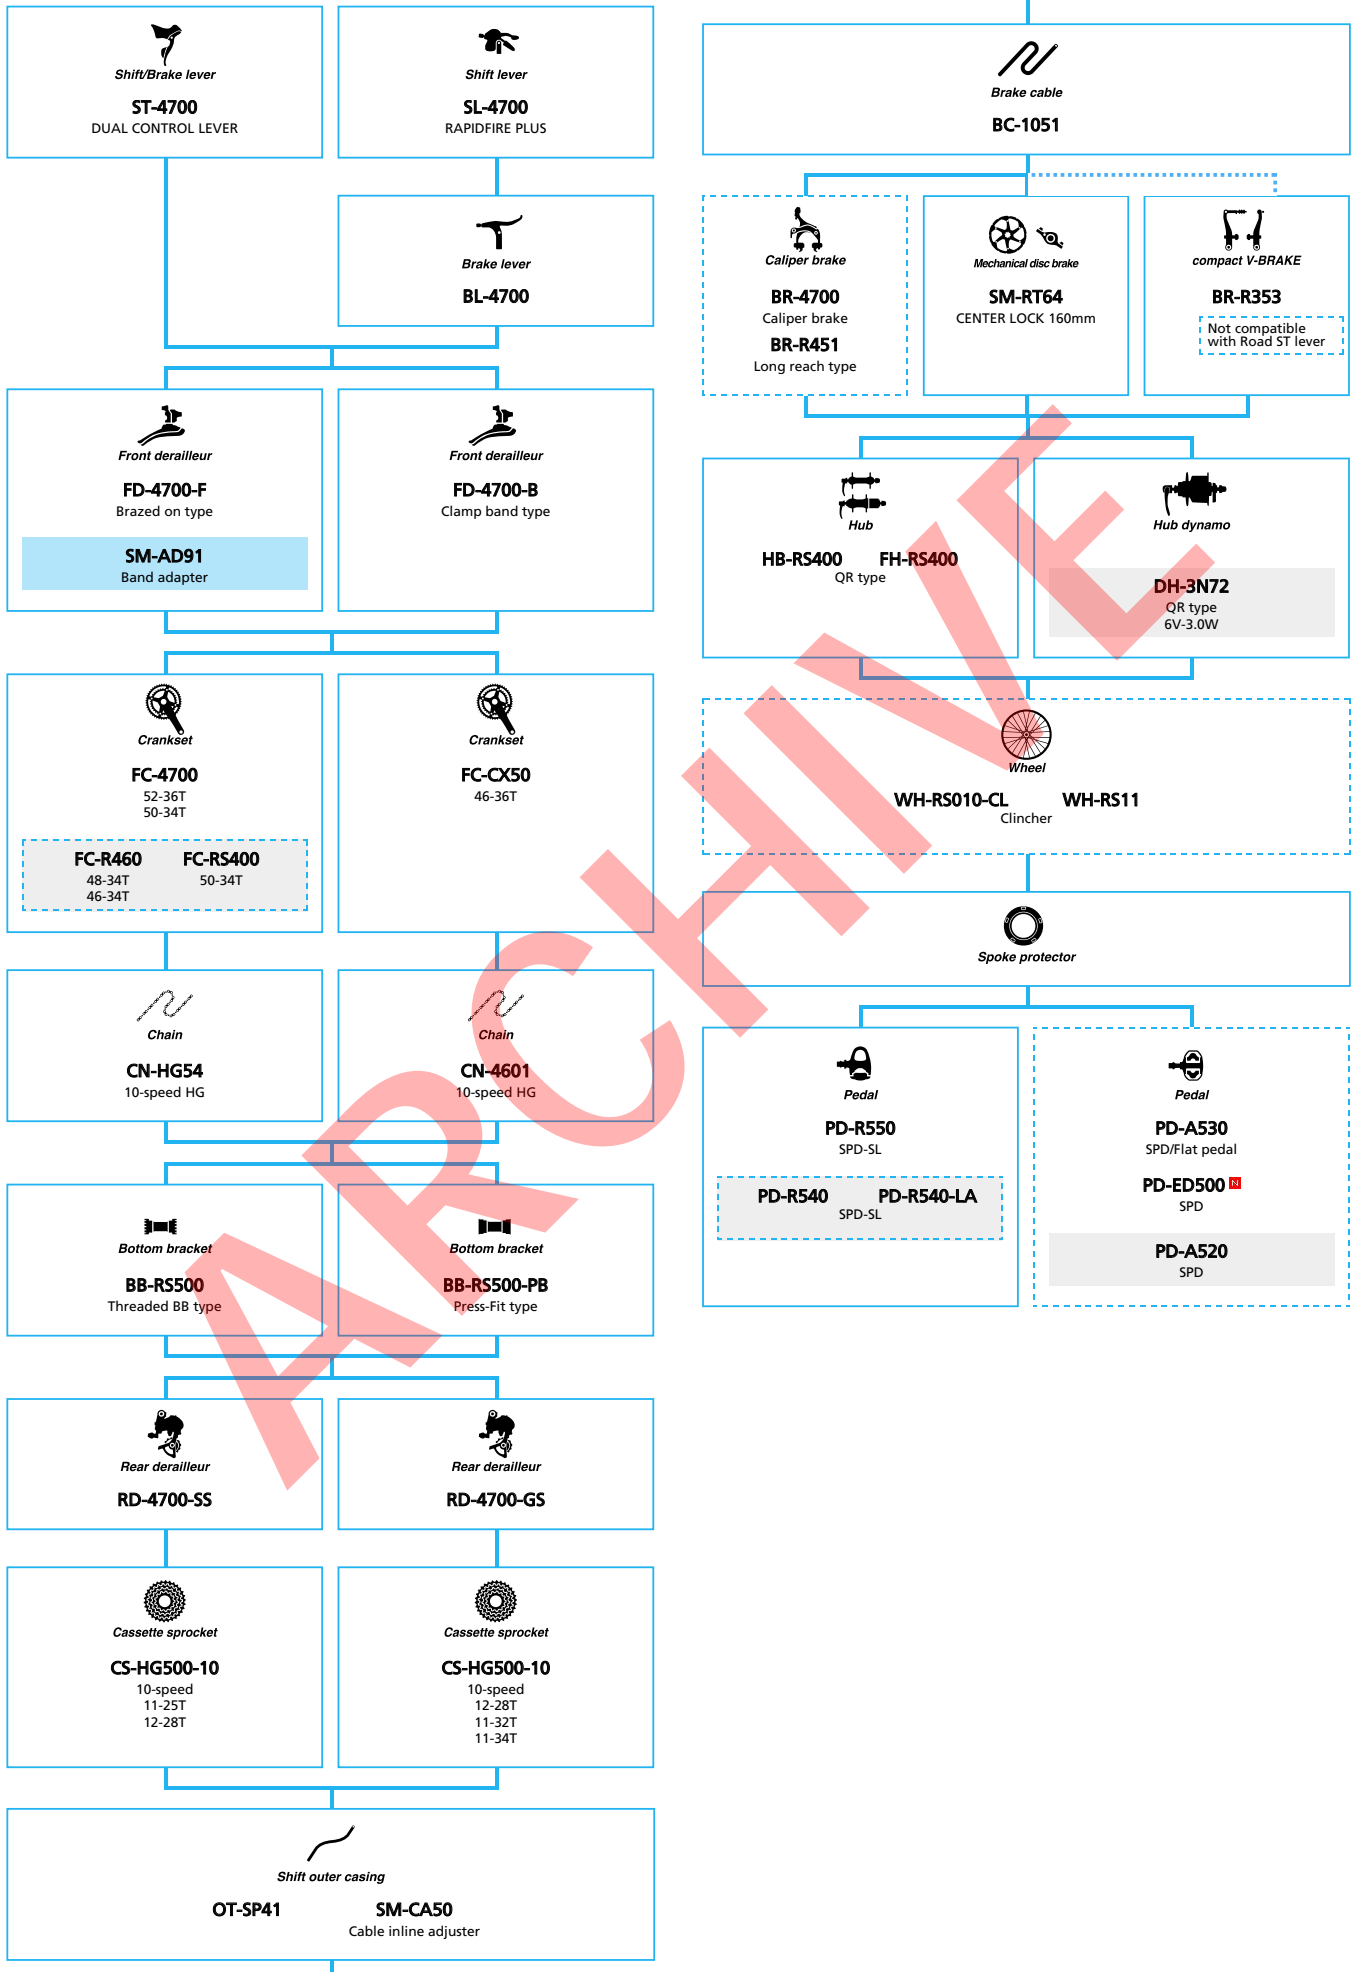 Shift/Brake lever
ST-4700
DUAL CONTROL LEVER
Shift lever
SL-4700
RAPIDFIRE PLUS
Brake lever
BL-4700
Front derailleur
FD-4700-F
Brazed on type
SM-AD91
Band adapter
Front derailleur
FD-4700-B
Clamp band type
Crankset
FC-4700
52-36T
50-34T
FC-R460 FC-RS400
48-34T 50-34T
46-34T
Crankset
FC-CX50
46-36T
Chain
CN-HG54
10-speed HG
Chain
CN-4601
10-speed HG
Bottom bracket
BB-RS500
Threaded BB type
Bottom bracket
BB-RS500-PB
Press-Fit type
Rear derailleur
RD-4700-SS
Rear derailleur
RD-4700-GS
Cassette sprocket
CS-HG500-10
10-speed
11-25T
12-28T
Cassette sprocket
CS-HG500-10
10-speed
12-28T
11-32T
11-34T
Shift outer casing
OT-SP41 SM-CA50
Cable inline adjuster
Brake cable
BC-1051
Caliper brake
BR-4700
Caliper brake
BR-R451
Long reach type
Mechanical disc brake
SM-RT64
CENTER LOCK 160mm
compact V-BRAKE
BR-R353
Not compatible
with Road ST lever
Hub
HB-RS400 FH-RS400
QR type
Hub dynamo
DH-3N72
QR type
6V-3.0W
Wheel
WH-RS010-CL WH-RS11
Clincher
Spoke protector
Pedal
PD-R550
SPD-SL
PD-R540 PD-R540-LA
SPD-SL
Pedal
PD-A530
SPD/Flat pedal
PD-ED500 N
SPD
PD-A520
SPD
ARCHIVE